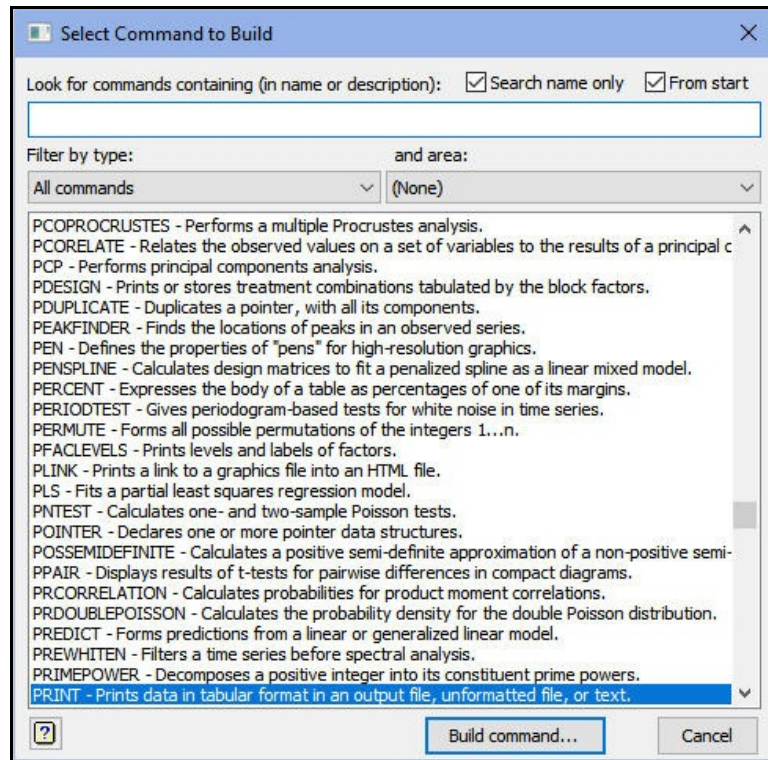 Select Command to Build
Look for commands containing (in name or description): Search name only From start
Filter by type: and area:
All commands (None)
PCOPROCRUSTES - Performs a multiple Procrustes analysis.
PCORELATE - Relates the observed values on a set of variables to the results of a principal c
PCP - Performs principal components analysis.
PDESIGN - Prints or stores treatment combinations tabulated by the block factors.
PDUPLICATE - Duplicates a pointer, with all its components.
PEAKFINDER - Finds the locations of peaks in an observed series.
PEN - Defines the properties of "pens" for high-resolution graphics.
PENSPLINE - Calculates design matrices to fit a penalized spline as a linear mixed model.
PERCENT - Expresses the body of a table as percentages of one of its margins.
PERIODTEST - Gives periodogram-based tests for white noise in time series.
PERMUTE - Forms all possible permutations of the integers 1...n.
PFACLEVELS - Prints levels and labels of factors.
PLINK - Prints a link to a graphics file into an HTML file.
PLS - Fits a partial least squares regression model.
PNTEST - Calculates one- and two-sample Poisson tests.
POINTER - Declares one or more pointer data structures.
POSSEMIDEFINITE - Calculates a positive semi-definite approximation of a non-positive semi-
PPAIR - Displays results of t-tests for pairwise differences in compact diagrams.
PRCORRELATION - Calculates probabilities for product moment correlations.
PRDOUBLEPOISSON - Calculates the probability density for the double Poisson distribution.
PREDICT - Forms predictions from a linear or generalized linear model.
PREWHITEN - Filters a time series before spectral analysis.
PRIMEPOWER - Decomposes a positive integer into its constituent prime powers.
PRINT - Prints data in tabular format in an output file, unformatted file, or text.
? Build command... Cancel